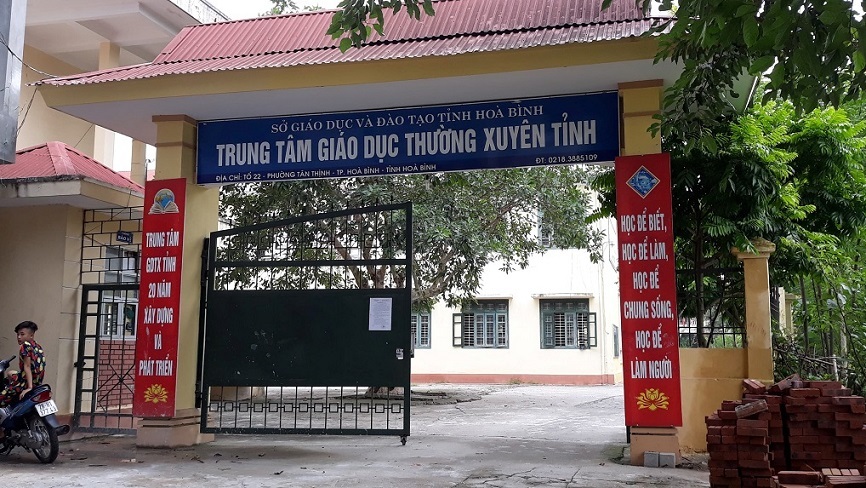 SỞ GIÁO DỤC VÀ ĐÀO TẠO TỈNH HOÀ BÌNH
TRUNG TÂM GIÁO DỤC THƯỜNG XUYÊN TỈNH
ĐỊA CHỈ: TỔ 22 - PHƯỜNG TÂN THỊNH - TP. HOÀ BÌNH - TỈNH HOÀ BÌNH
ĐT: 0218.3885109
TRUNG TÂM
GDTX TỈNH
20 NĂM
XÂY DỰNG
VÀ
PHÁT TRIỂN
HỌC ĐỂ BIẾT,
HỌC ĐỂ LÀM,
HỌC ĐỂ
CHUNG SỐNG,
HỌC ĐỂ
LÀM NGƯỜI